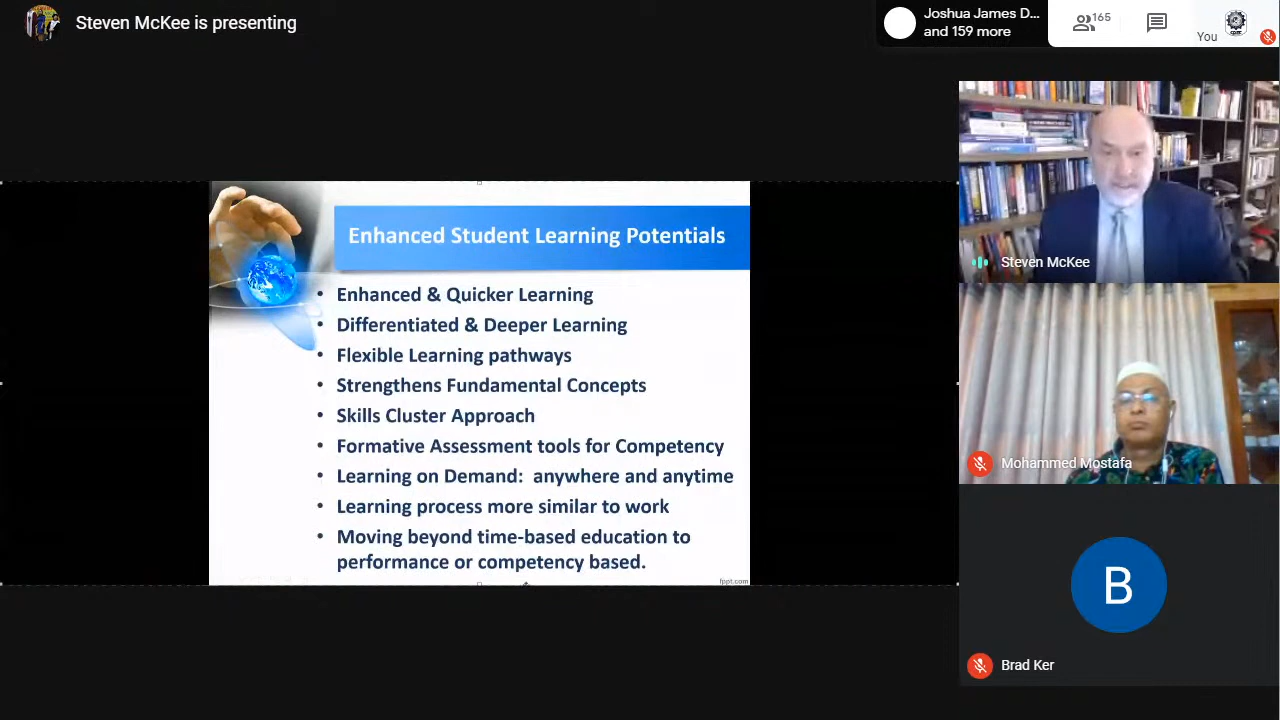 Steven McKee is presenting
Joshua James D...
and 159 more
165
You
Enhanced Student Learning Potentials
• Enhanced & Quicker Learning
• Differentiated & Deeper Learning
• Flexible Learning pathways
• Strengthens Fundamental Concepts
• Skills Cluster Approach
• Formative Assessment tools for Competency
• Learning on Demand: anywhere and anytime
• Learning process more similar to work
• Moving beyond time-based education to
performance or competency based.
fppt.com
Steven McKee
Mohammed Mostafa
B
Brad Ker